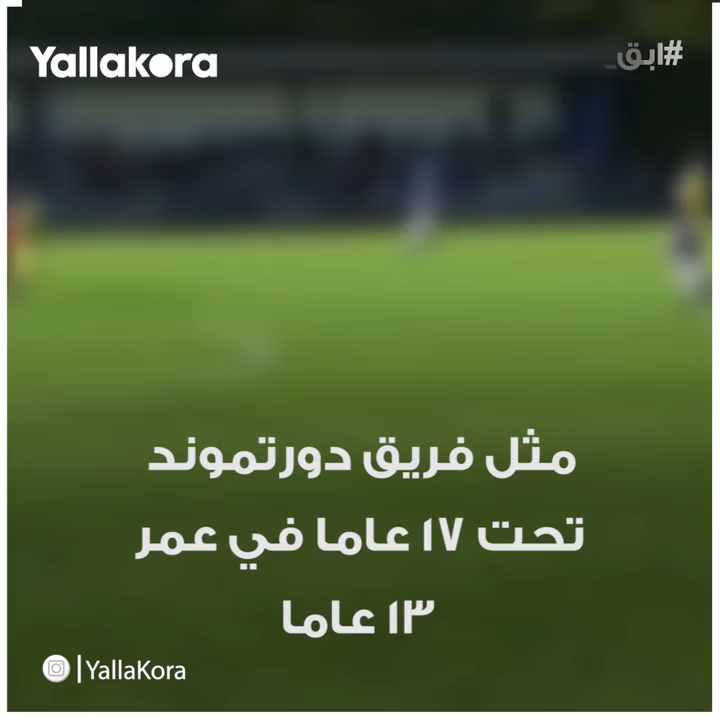 Yallakora
#ابق_
مثل فريق دورتموند
تحت ١٧ عاما في عمر
١٣ عاما
YallaKora